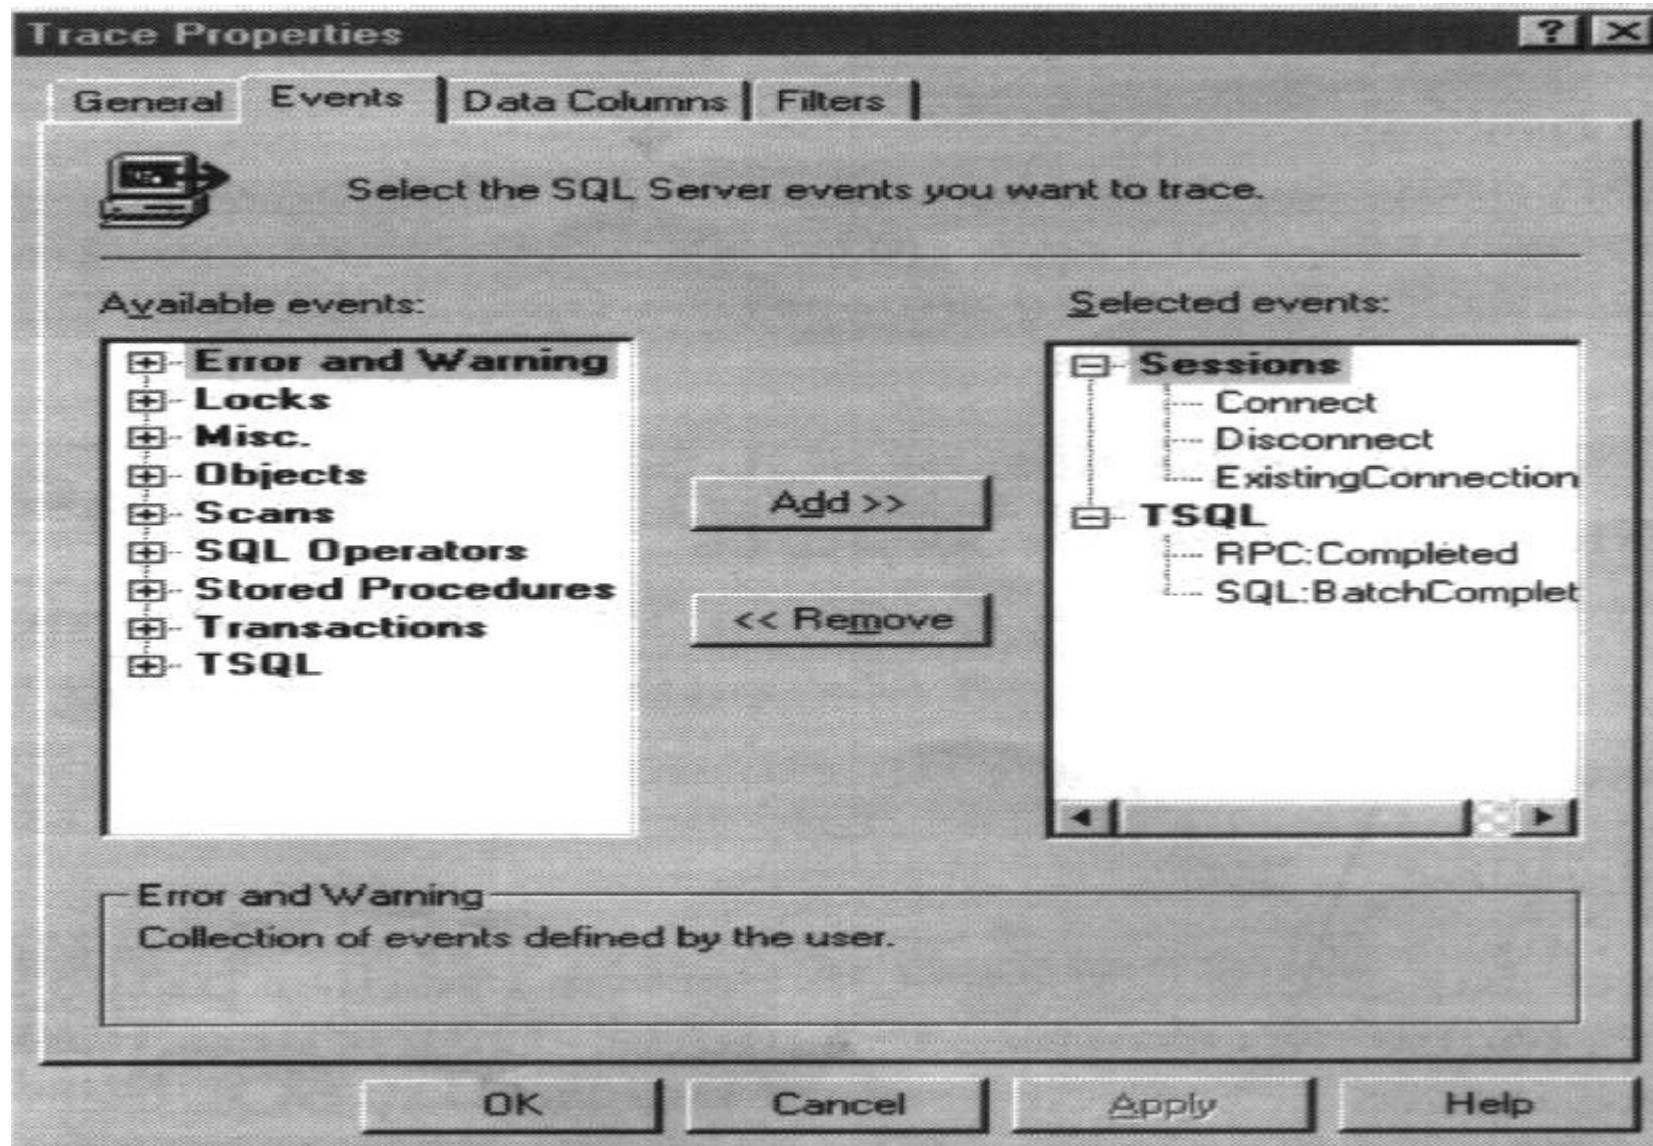 Trace Properties
General Events Data Columns Filters
Select the SQL Server events you want to trace.
Available events:
Error and Warning
Locks
Misc.
Objects
Scans
SQL Operators
Stored Procedures
Transactions
TSQL
Add >>
<< Remove
Selected events:
Sessions
Connect
Disconnect
ExistingConnection
TSQL
RPC:Completed
SQL:BatchComplet
Error and Warning
Collection of events defined by the user.
OK Cancel Apply Help